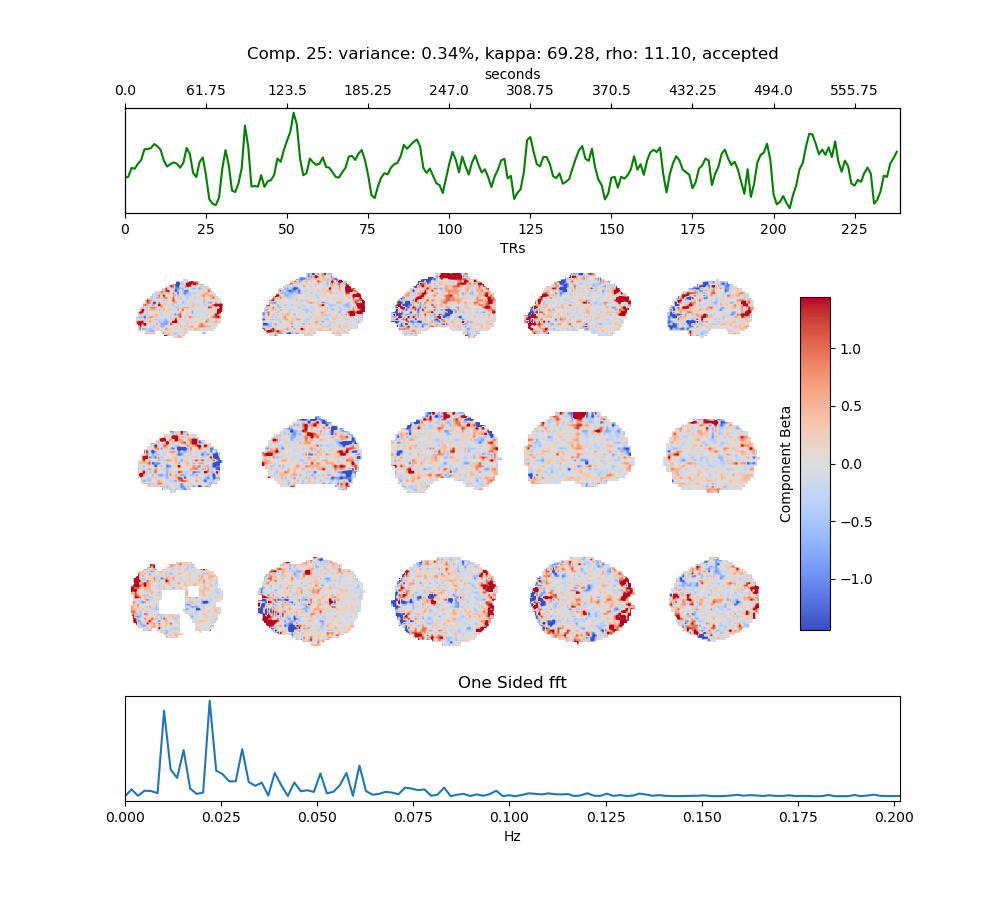 Comp. 25: variance: 0.34%, kappa: 69.28, rho: 11.10, accepted
seconds
0.0 61.75 123.5 185.25 247.0 308.75 370.5 432.25 494.0 555.75
0 25 50 75 100 125 150 175 200 225
TRs
1.0
0.5
0.0
−0.5
−1.0
Component Beta
One Sided fft
0.000 0.025 0.050 0.075 0.100 0.125 0.150 0.175 0.200
Hz